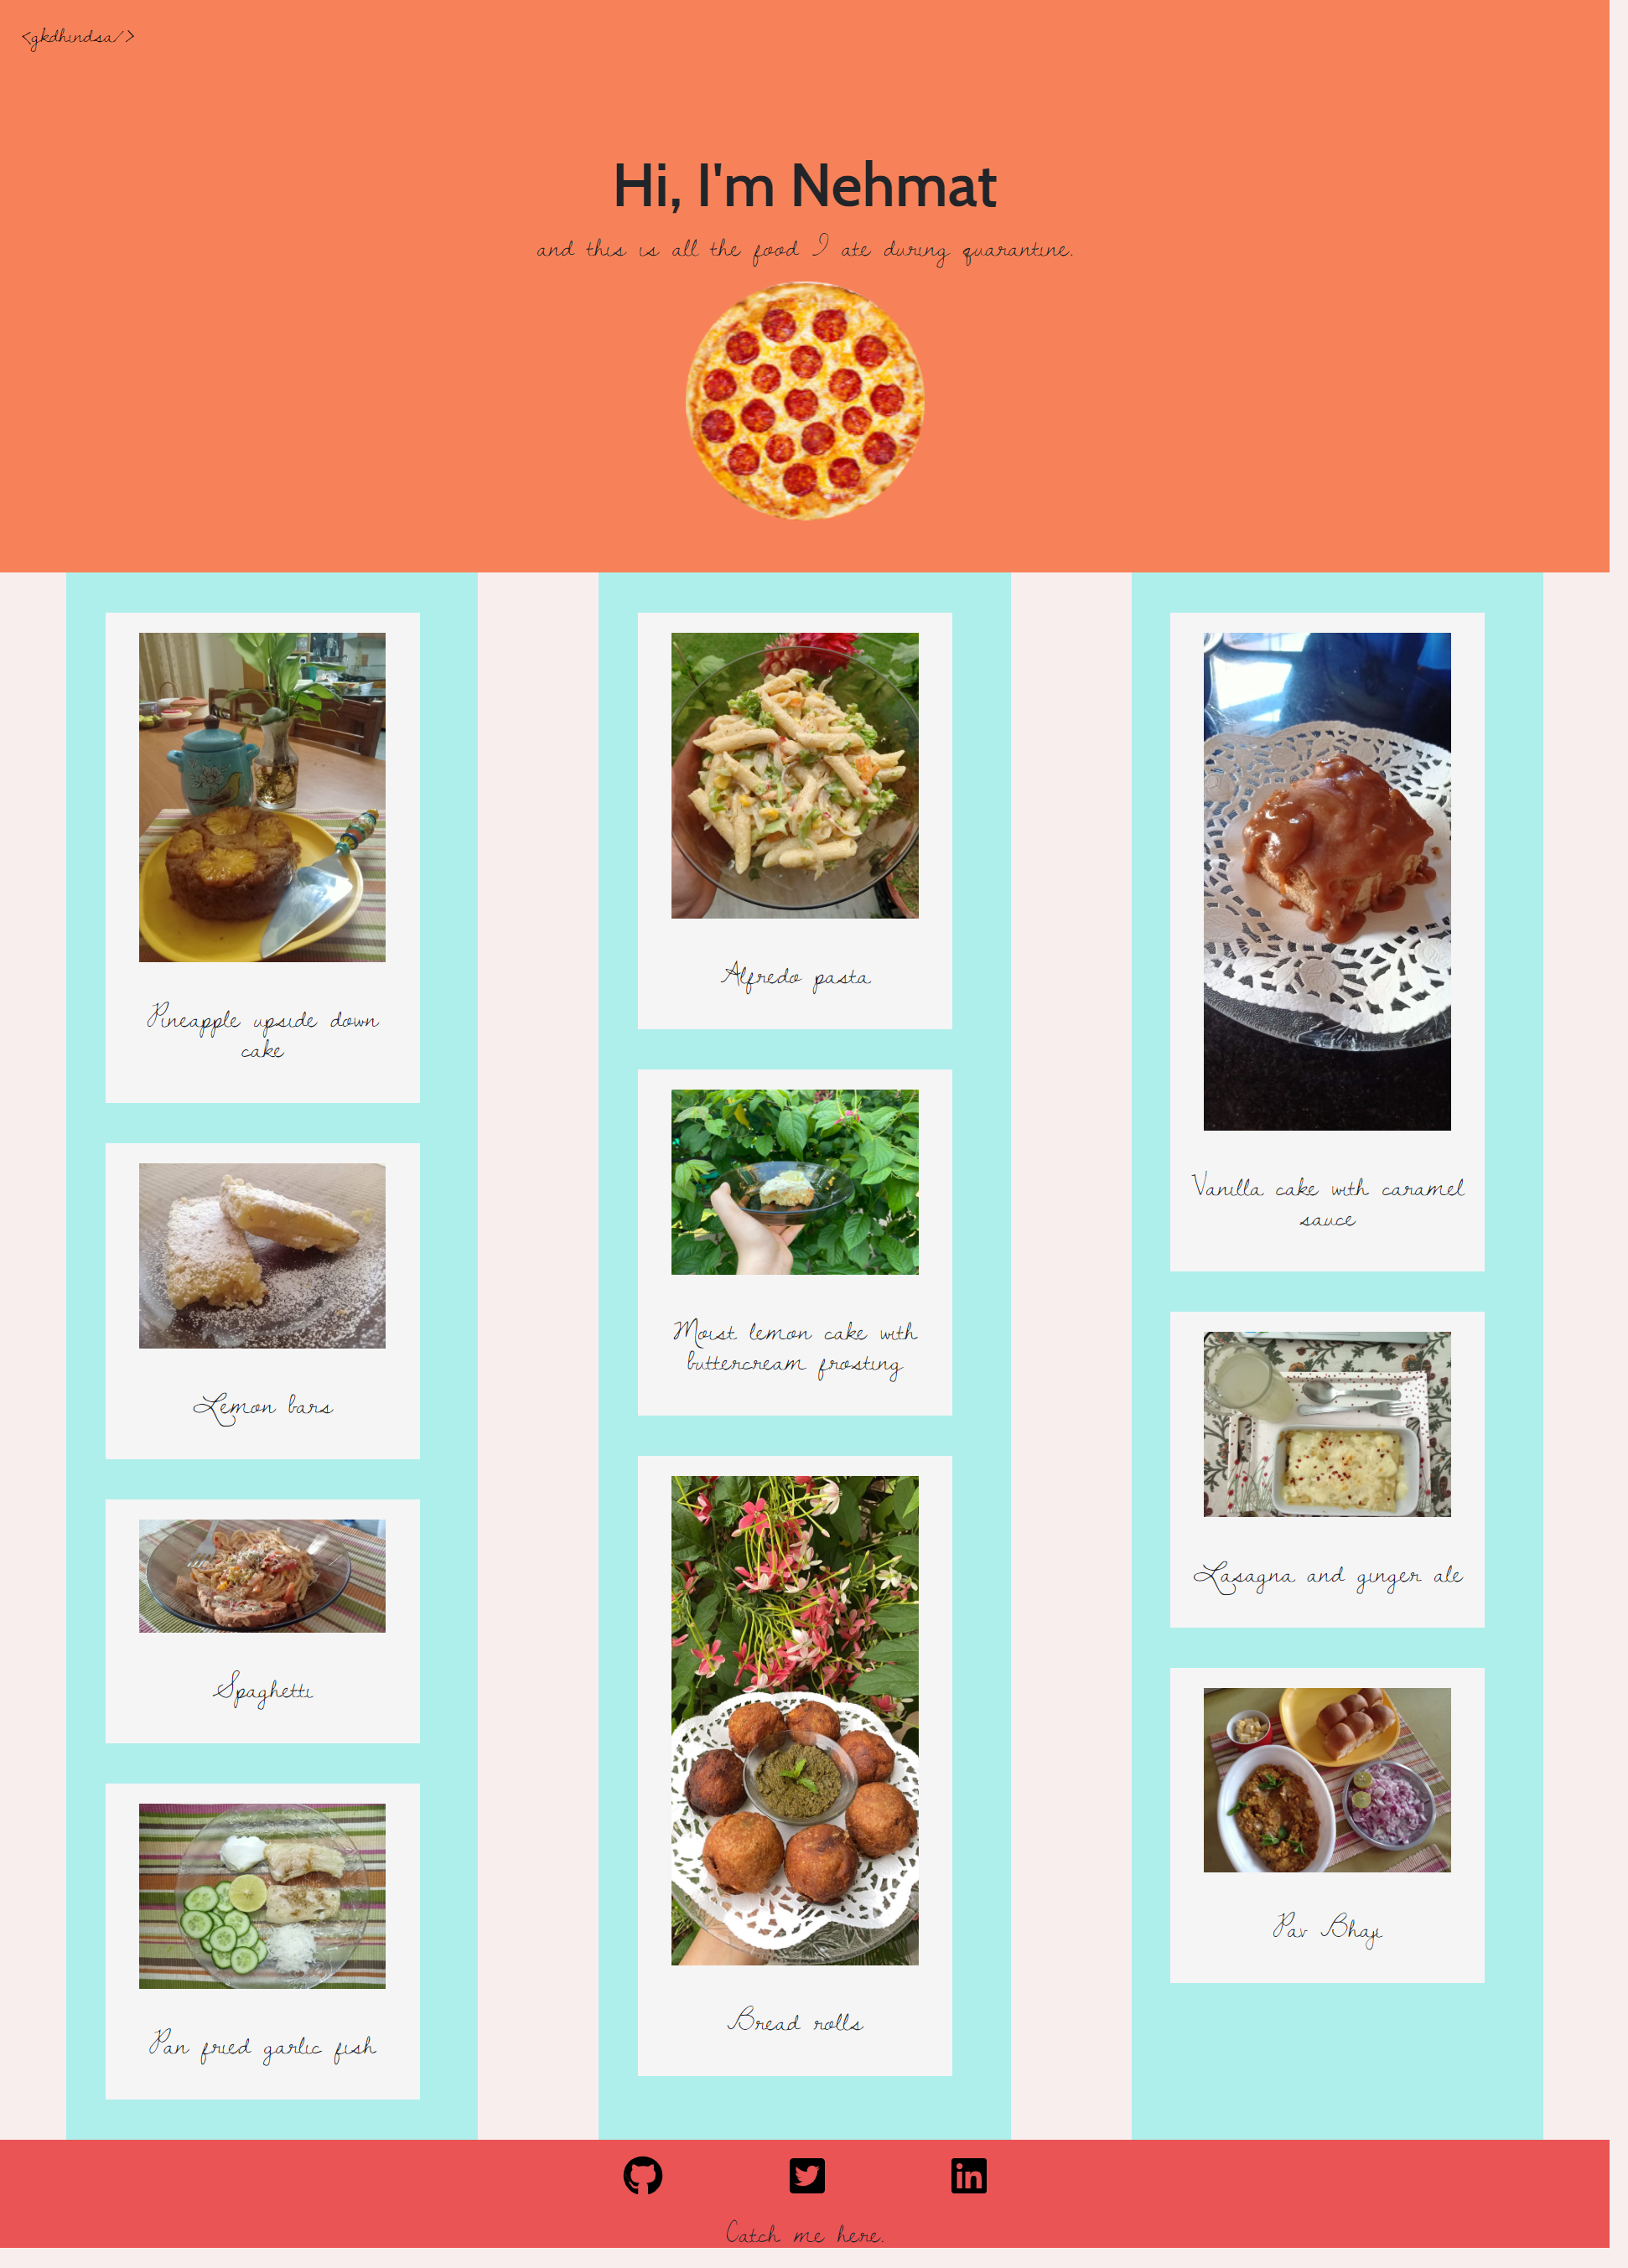 <gkdhindsa/>
Hi, I'm Nehmat
and this is all the food I ate during quarantine.
Pineapple upside down
cake
Lemon bars
Spaghetti
Pan fried garlic fish
Alfredo pasta
Moist lemon cake with
buttercream frosting
Bread rolls
Vanilla cake with caramel
sauce
Lasagna and ginger ale
Pav Bhaji
in
Catch me here.